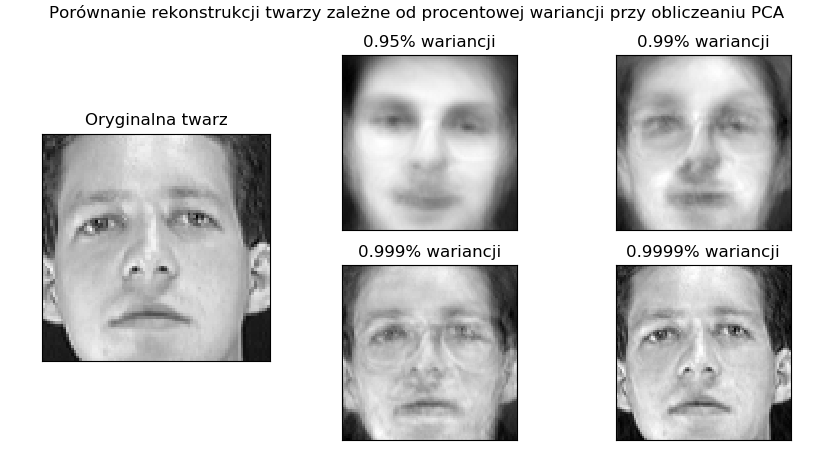 Porównanie rekonstrukcji twarzy zależne od procentowej wariancji przy obliczeaniu PCA
Oryginalna twarz
0.95% wariancji
0.99% wariancji
0.999% wariancji
0.9999% wariancji